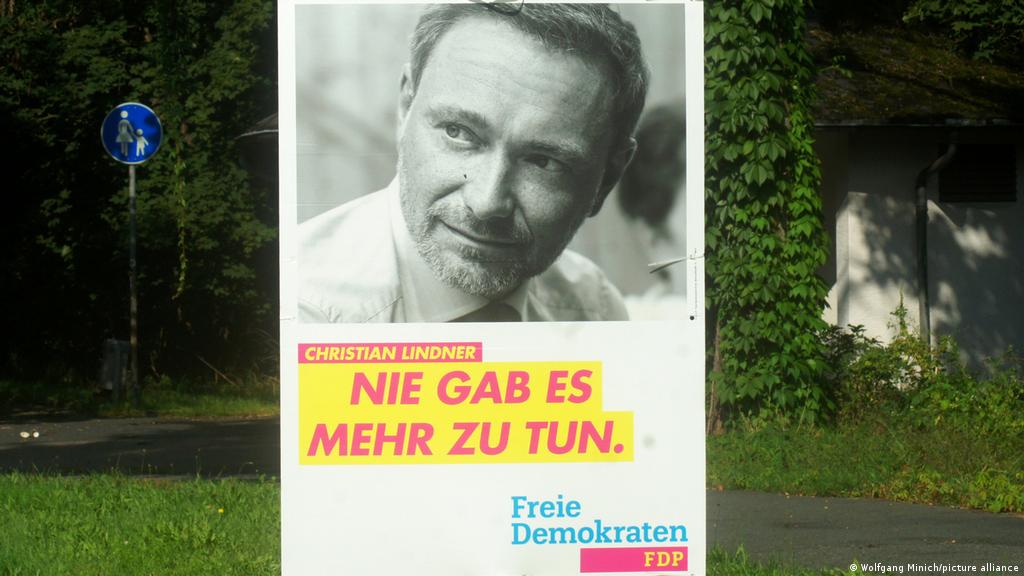 CHRISTIAN LINDNER
NIE GAB ES
MEHR ZU TUN.
Freie
Demokraten
FDP
© Wolfgang Minich/picture alliance